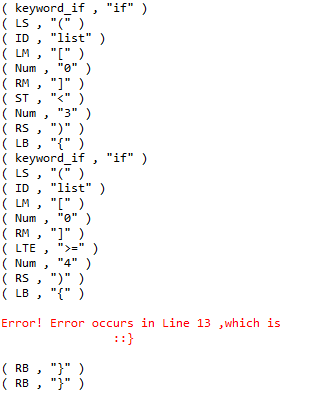 ( keyword_if , "if" )
( LS , "(" )
( ID , "list" )
( LM , "[" )
( Num , "0" )
( RM , "]" )
( ST , "<" )
( Num , "3" )
( RS , ")" )
( LB , "{" )
( keyword_if , "if" )
( LS , "(" )
( ID , "list" )
( LM , "[" )
( Num , "0" )
( RM , "]" )
( LTE , ">=" )
( Num , "4" )
( RS , ")" )
( LB , "{" )
Error! Error occurs in Line 13 ,which is
::}
( RB , "}" )
( RB , "}" )